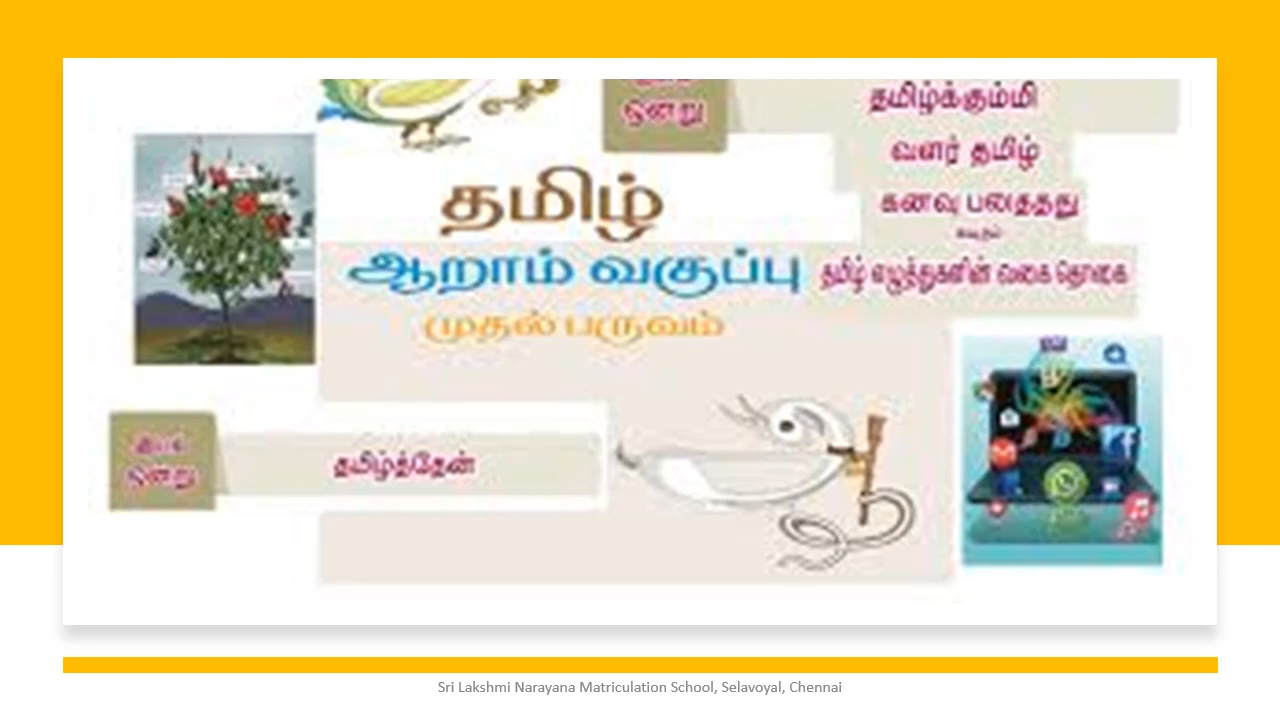 ஒன்று
தமிழ்க்கும்மி
வளர் தமிழ்
கனவு பலித்தது
தமிழ்
ஆறாம் வகுப்பு
தமிழ் எழுத்துகளின் வகை தொகை
முதல் பருவம்
இயல்
ஒன்று
தமிழ்த்தேன்
Sri Lakshmi Narayana Matriculation School, Selavoyal, Chennai